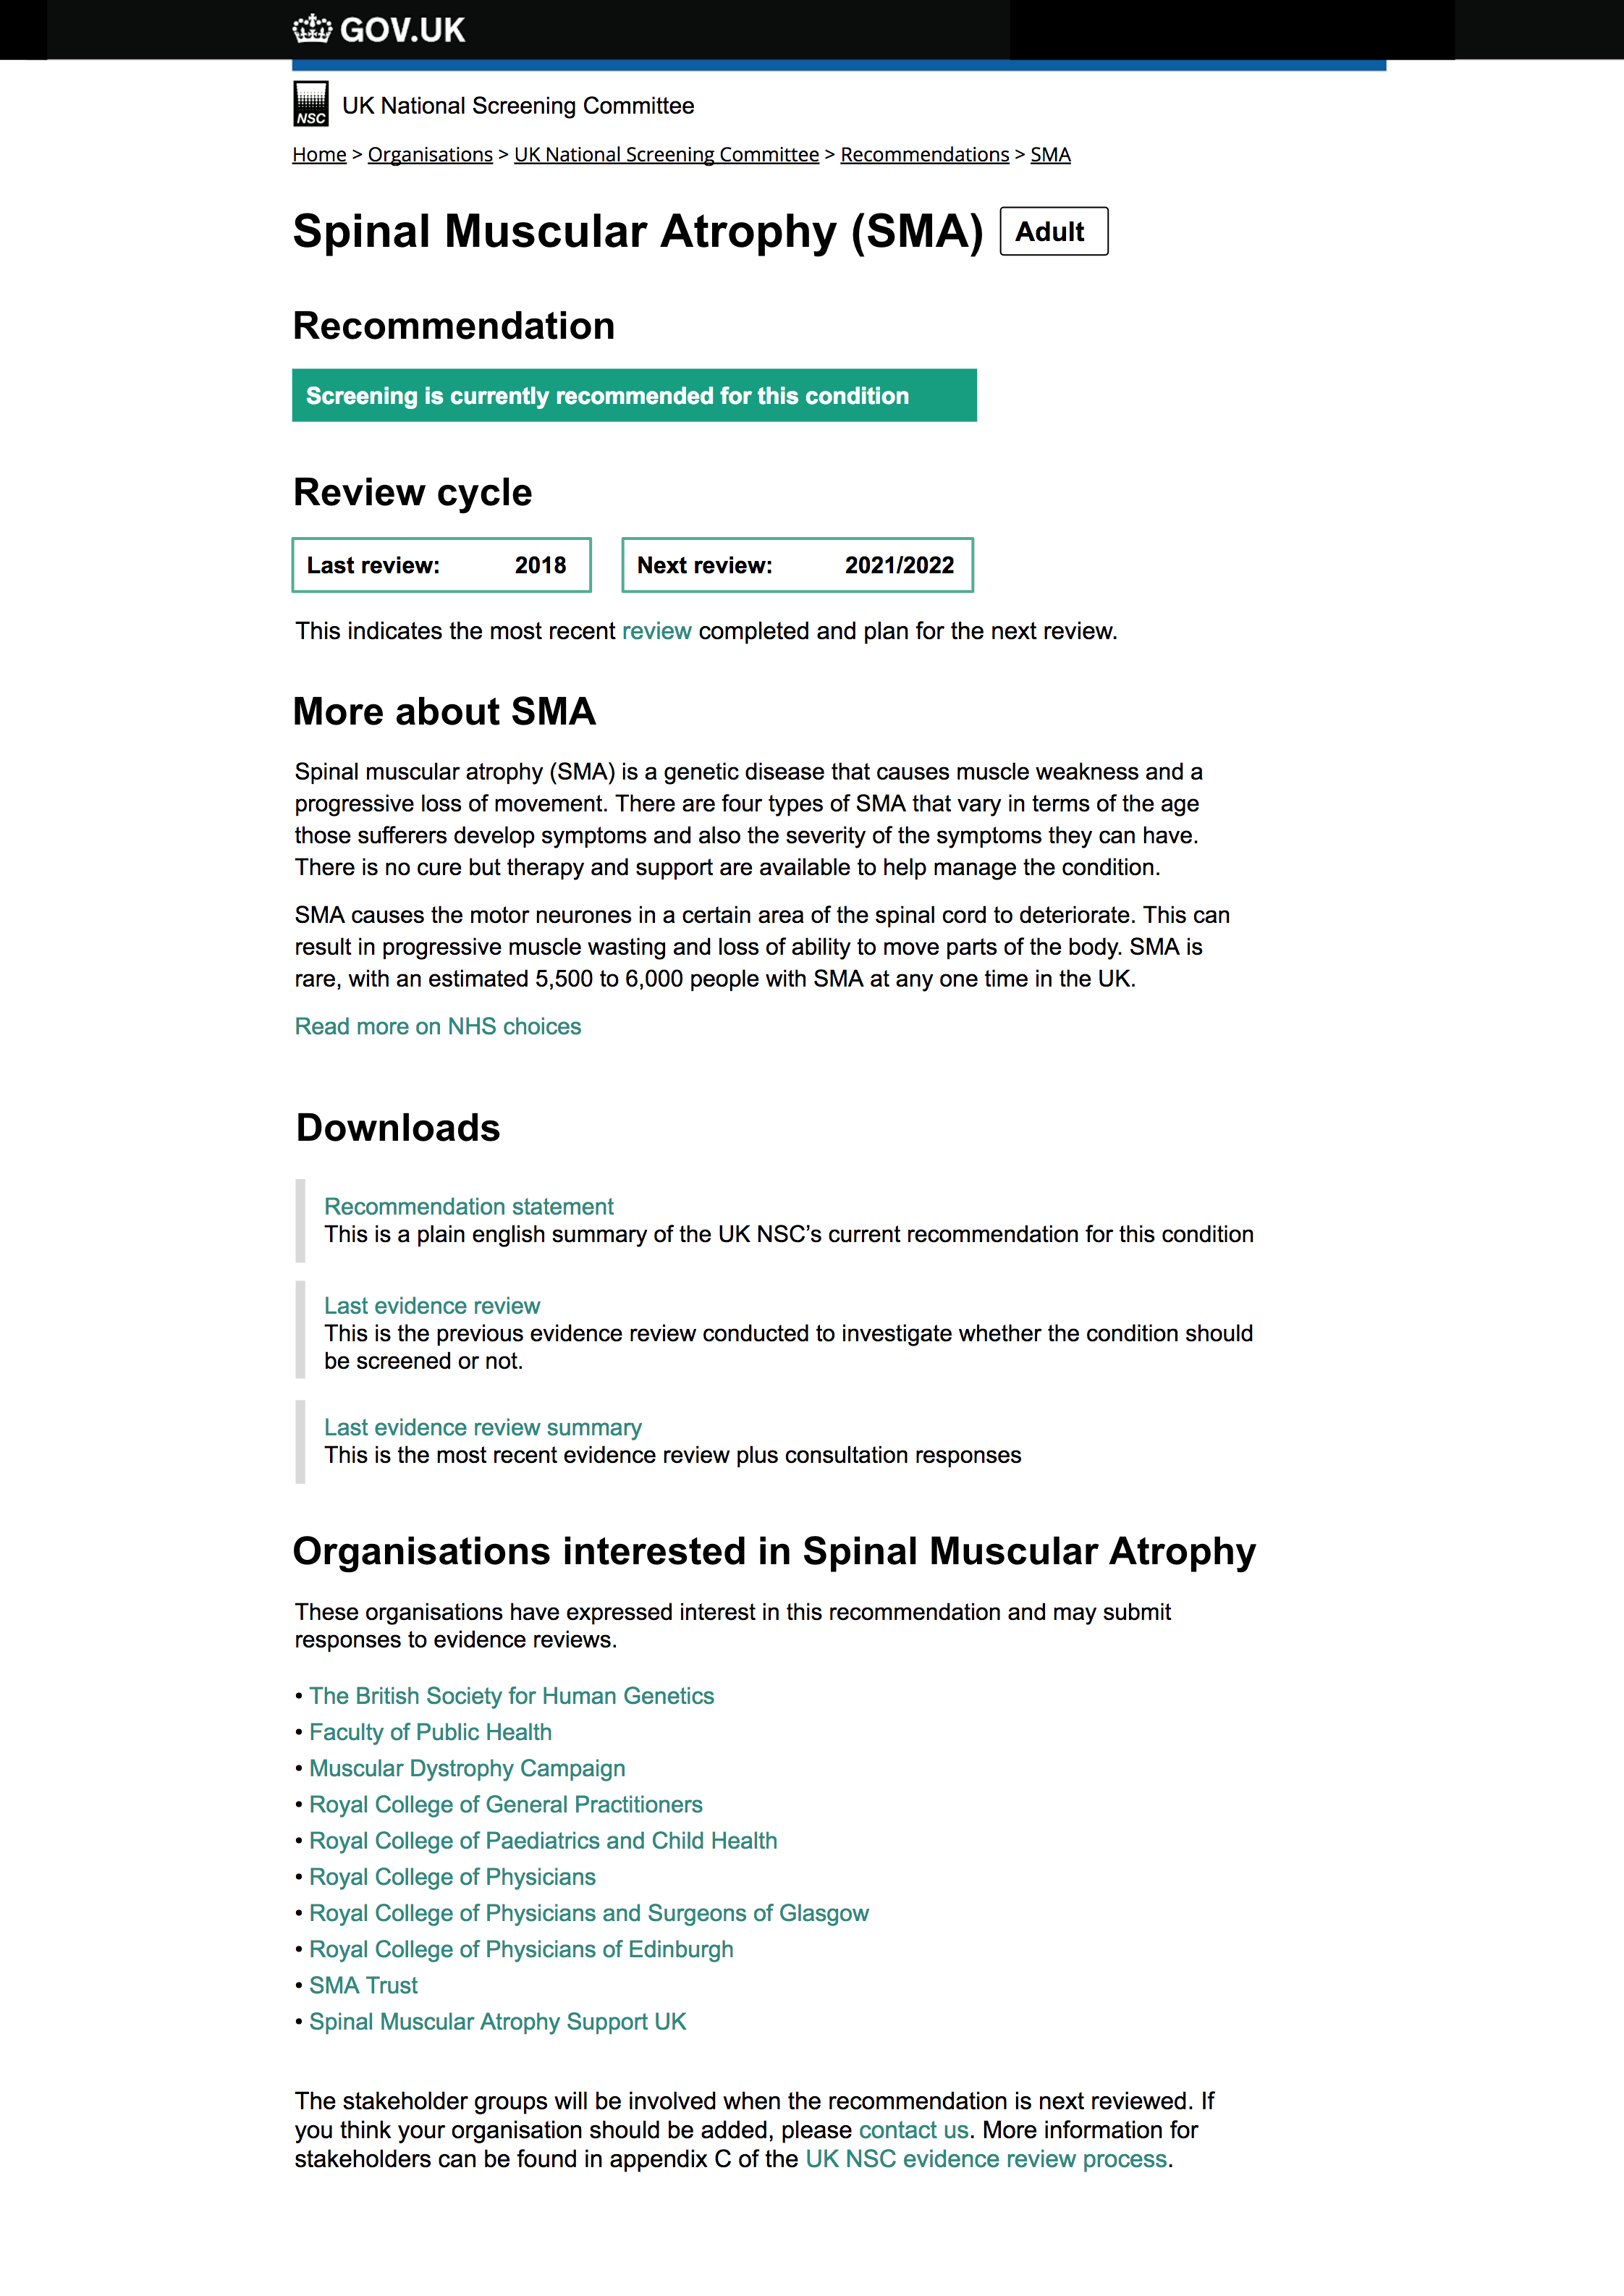 GOV.UK
NSC
UK National Screening Committee
Home > Organisations > UK National Screening Committee > Recommendations > SMA
Spinal Muscular Atrophy (SMA) Adult
Recommendation
Screening is currently recommended for this condition
Review cycle
Last review: 2018 Next review: 2021/2022
This indicates the most recent review completed and plan for the next review.
More about SMA
Spinal muscular atrophy (SMA) is a genetic disease that causes muscle weakness and a
progressive loss of movement. There are four types of SMA that vary in terms of the age
those sufferers develop symptoms and also the severity of the symptoms they can have.
There is no cure but therapy and support are available to help manage the condition.
SMA causes the motor neurones in a certain area of the spinal cord to deteriorate. This can
result in progressive muscle wasting and loss of ability to move parts of the body. SMA is
rare, with an estimated 5,500 to 6,000 people with SMA at any one time in the UK.
Read more on NHS choices
Downloads
Recommendation statement
This is a plain english summary of the UK NSC’s current recommendation for this condition
Last evidence review
This is the previous evidence review conducted to investigate whether the condition should
be screened or not.
Last evidence review summary
This is the most recent evidence review plus consultation responses
Organisations interested in Spinal Muscular Atrophy
These organisations have expressed interest in this recommendation and may submit
responses to evidence reviews.
• The British Society for Human Genetics
• Faculty of Public Health
• Muscular Dystrophy Campaign
• Royal College of General Practitioners
• Royal College of Paediatrics and Child Health
• Royal College of Physicians
• Royal College of Physicians and Surgeons of Glasgow
• Royal College of Physicians of Edinburgh
• SMA Trust
• Spinal Muscular Atrophy Support UK
The stakeholder groups will be involved when the recommendation is next reviewed. If
you think your organisation should be added, please contact us. More information for
stakeholders can be found in appendix C of the UK NSC evidence review process.